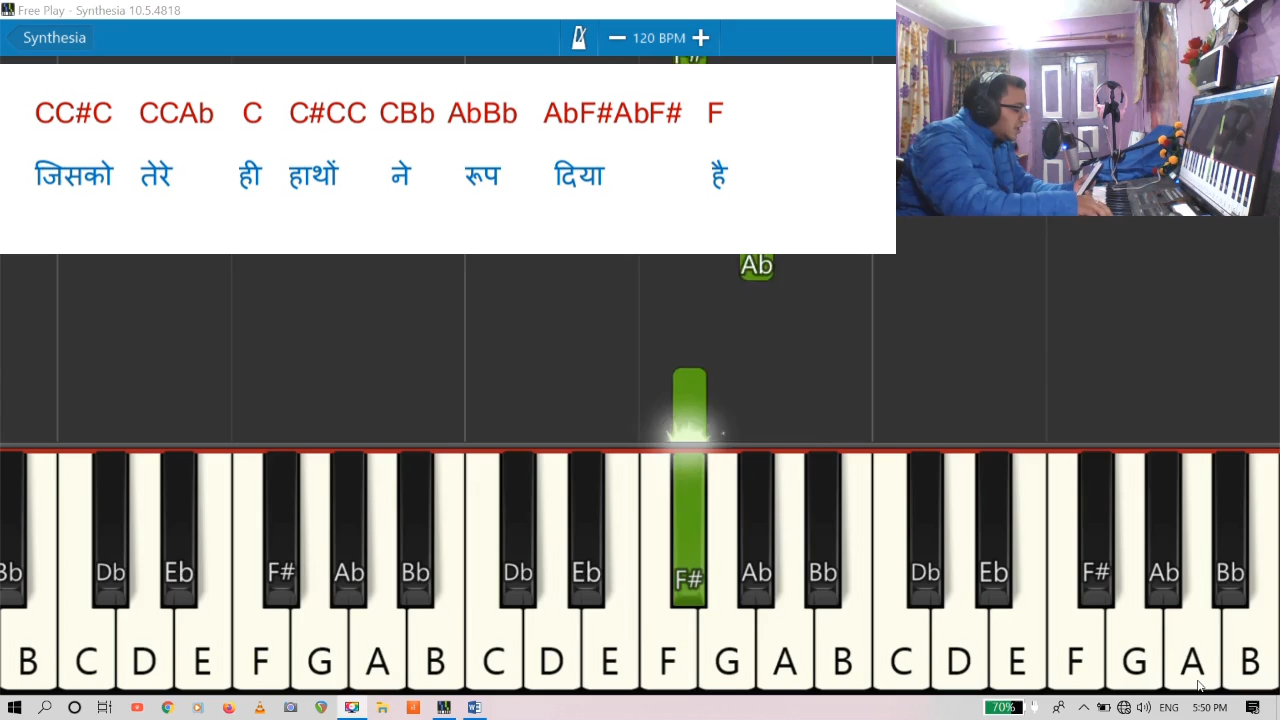 Free Play - Synthesia 10.5.4818
Synthesia
120 BPM
CC#C CCAb C C#CC CBb AbBb AbF#AbF# F
जिसको तेरे ही हाथों ने रूप दिया है
Ab
Bb Db Eb F# Ab Bb Db Eb F# Ab Bb Db Eb F# Ab Bb
B C D E F G A B C D E F G A B C D E F G A B
70% ENG 5:50 PM